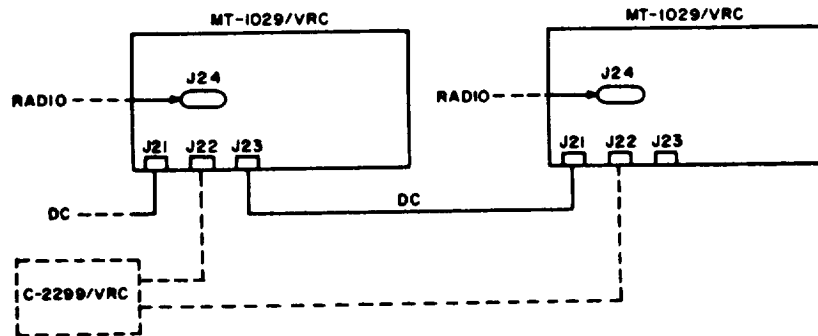 MT-1029/VRC
MT-1029/VRC
J24
J24
RADIO
RADIO
J21 J22 J23
J21 J22 J23
DC
DC
C-2299/VRC